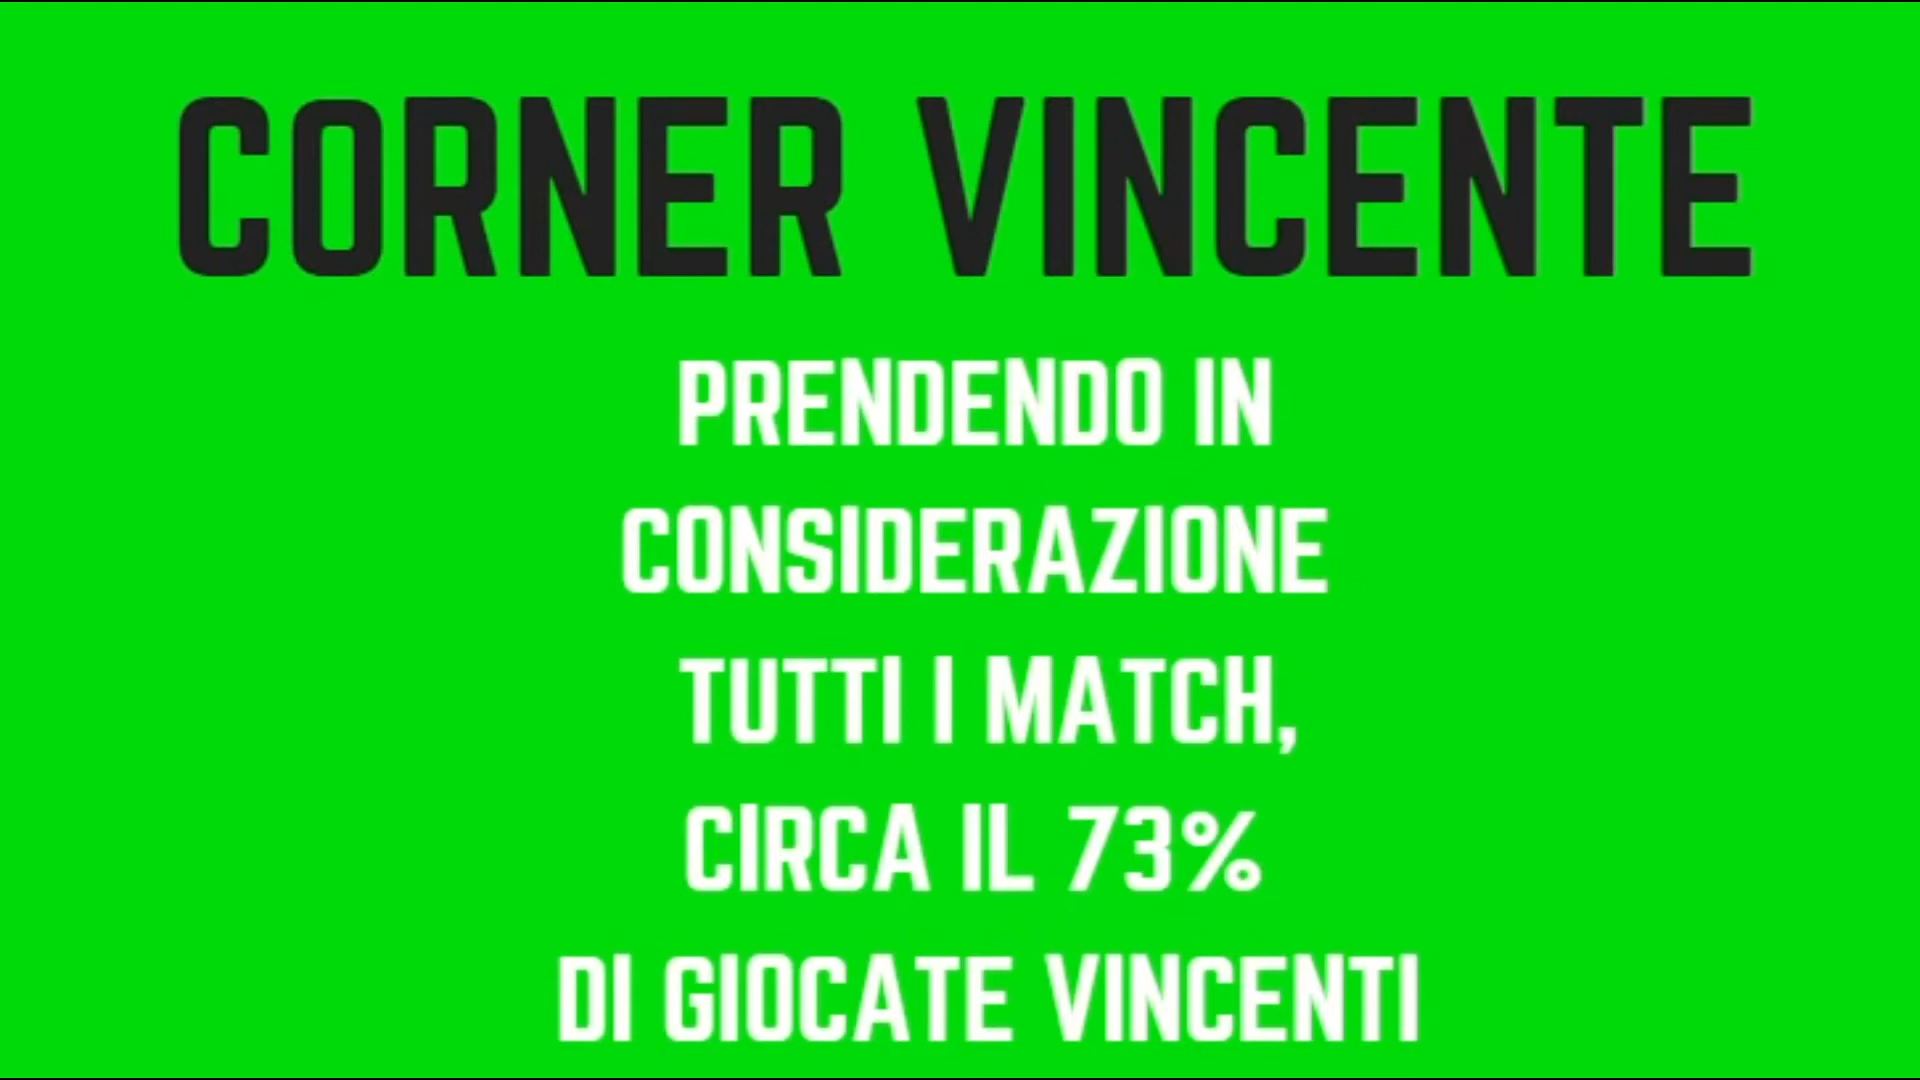 CORNER VINCENTE
PRENDENDO IN
CONSIDERAZIONE
TUTTI I MATCH,
CIRCA IL 73%
DI GIOCATE VINCENTI